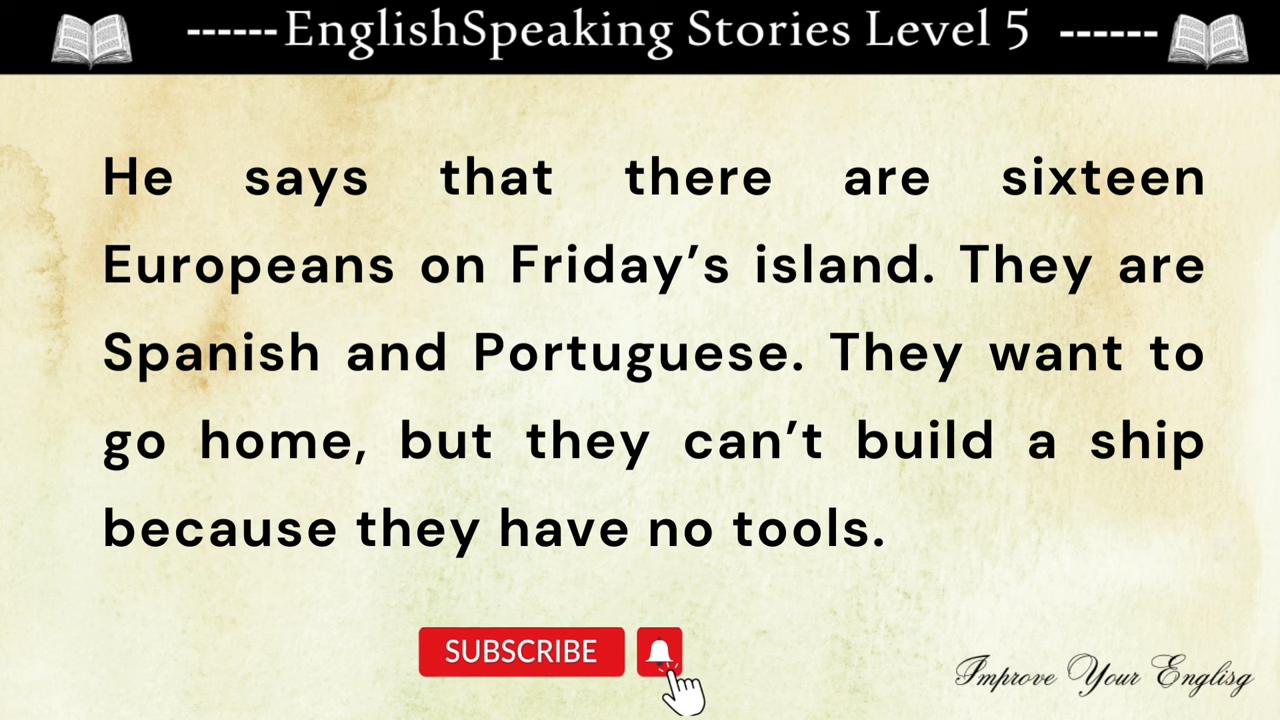 ------EnglishSpeaking Stories Level 5 ------
He says that there are sixteen
Europeans on Friday’s island. They are
Spanish and Portuguese. They want to
go home, but they can’t build a ship
because they have no tools.
SUBSCRIBE
Improve Your Englisg